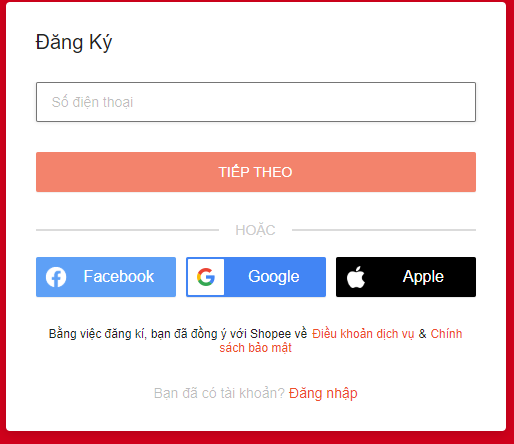 Đăng Ký
Số điện thoại
TIẾP THEO
HOẶC
Facebook
Google
Apple
Bằng việc đăng kí, bạn đã đồng ý với Shopee về Điều khoản dịch vụ & Chính
sách bảo mật
Bạn đã có tài khoản? Đăng nhập